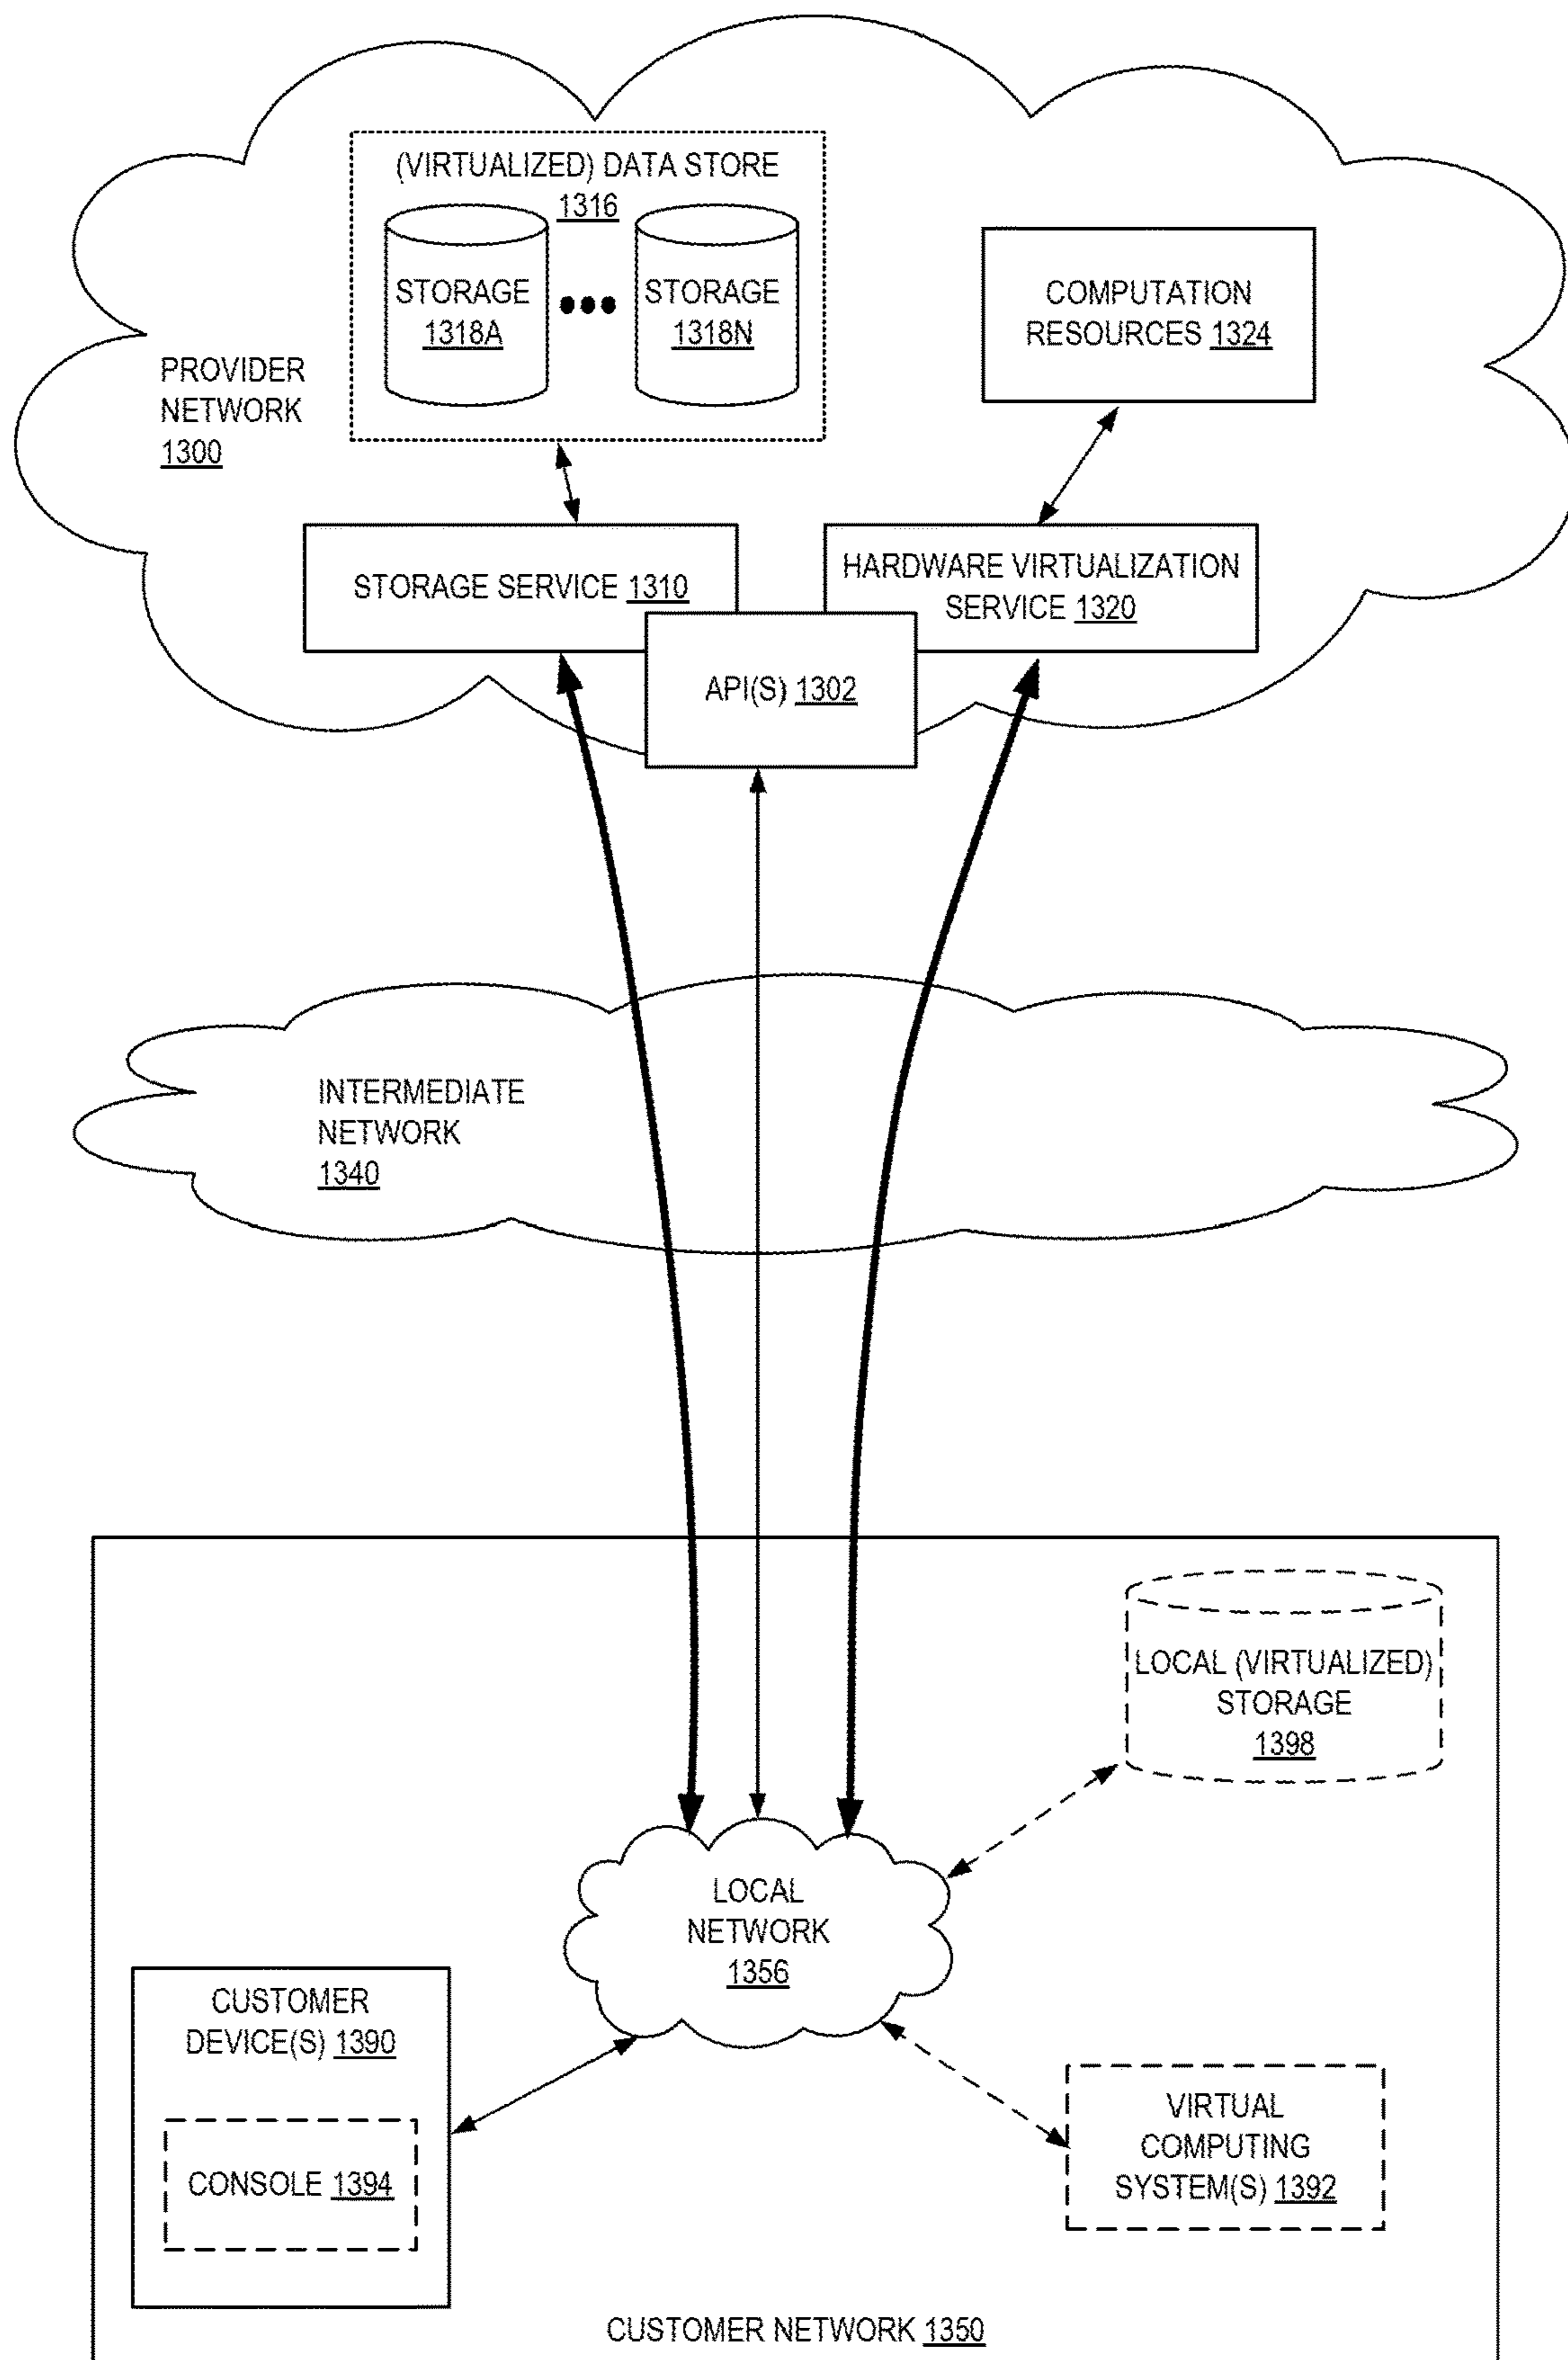 (VIRTUALIZED) DATA STORE
1316
STORAGE
1318A
STORAGE
1318N
COMPUTATION
RESOURCES 1324
PROVIDER
NETWORK
1300
STORAGE SERVICE 1310
HARDWARE VIRTUALIZATION
SERVICE 1320
API(S) 1302
INTERMEDIATE
NETWORK
1340
LOCAL (VIRTUALIZED)
STORAGE
1398
LOCAL
NETWORK
1356
CUSTOMER
DEVICE(S) 1390
CONSOLE 1394
VIRTUAL
COMPUTING
SYSTEM(S) 1392
CUSTOMER NETWORK 1350